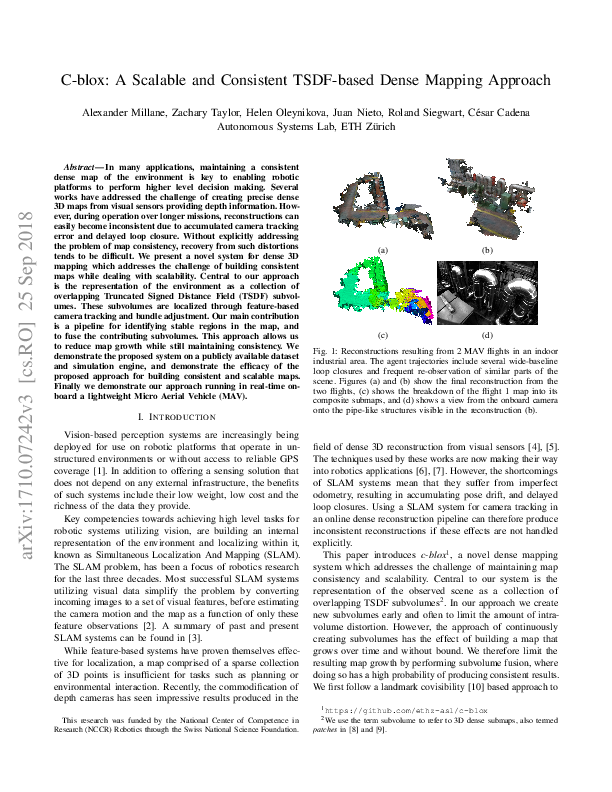 C-blox: A Scalable and Consistent TSDF-based Dense Mapping Approach
Alexander Millane, Zachary Taylor, Helen Oleynikova, Juan Nieto, Roland Siegwart, César Cadena
Autonomous Systems Lab, ETH Zürich
arXiv:1710.07242v3 [cs.RO] 25 Sep 2018
Abstract—In many applications, maintaining a consistent
dense map of the environment is key to enabling robotic
platforms to perform higher level decision making. Several
works have addressed the challenge of creating precise dense
3D maps from visual sensors providing depth information. How-
ever, during operation over longer missions, reconstructions can
easily become inconsistent due to accumulated camera tracking
error and delayed loop closure. Without explicitly addressing
the problem of map consistency, recovery from such distortions
tends to be difficult. We present a novel system for dense 3D
mapping which addresses the challenge of building consistent
maps while dealing with scalability. Central to our approach
is the representation of the environment as a collection of
overlapping Truncated Signed Distance Field (TSDF) subvol-
umes. These subvolumes are localized through feature-based
camera tracking and bundle adjustment. Our main contribution
is a pipeline for identifying stable regions in the map, and
to fuse the contributing subvolumes. This approach allows us
to reduce map growth while still maintaining consistency. We
demonstrate the proposed system on a publicly available dataset
and simulation engine, and demonstrate the efficacy of the
proposed approach for building consistent and scalable maps.
Finally we demonstrate our approach running in real-time on-
board a lightweight Micro Aerial Vehicle (MAV).
I. INTRODUCTION
Vision-based perception systems are increasingly being
deployed for use on robotic platforms that operate in un-
structured environments or without access to reliable GPS
coverage [1]. In addition to offering a sensing solution that
does not depend on any external infrastructure, the benefits
of such systems include their low weight, low cost and the
richness of the data they provide.
Key competencies towards achieving high level tasks for
robotic systems utilizing vision, are building an internal
representation of the environment and localizing within it,
known as Simultaneous Localization And Mapping (SLAM).
The SLAM problem, has been a focus of robotics research
for the last three decades. Most successful SLAM systems
utilizing visual data simplify the problem by converting
incoming images to a set of visual features, before estimating
the camera motion and the map as a function of only these
feature observations [2]. A summary of past and present
SLAM systems can be found in [3].
While feature-based systems have proven themselves effec-
tive for localization, a map comprised of a sparse collection
of 3D points is insufficient for tasks such as planning or
environmental interaction. Recently, the commodification of
depth cameras has seen impressive results produced in the
This research was funded by the National Center of Competence in
Research (NCCR) Robotics through the Swiss National Science Foundation.
(a)
(b)
(c)
(d)
Fig. 1: Reconstructions resulting from 2 MAV flights in an indoor
industrial area. The agent trajectories include several wide-baseline
loop closures and frequent re-observation of similar parts of the
scene. Figures (a) and (b) show the final reconstruction from the
two flights, (c) shows the breakdown of the flight 1 map into its
composite submaps, and (d) shows a view from the onboard camera
onto the pipe-like structures visible in the reconstruction (b).
field of dense 3D reconstruction from visual sensors [4], [5].
The techniques used by these works are now making their way
into robotics applications [6], [7]. However, the shortcomings
of SLAM systems mean that they suffer from imperfect
odometry, resulting in accumulating pose drift, and delayed
loop closures. Using a SLAM system for camera tracking in
an online dense reconstruction pipeline can therefore produce
inconsistent reconstructions if these effects are not handled
explicitly.
This paper introduces c-blox¹, a novel dense mapping
system which addresses the challenge of maintaining map
consistency and scalability. Central to our system is the
representation of the observed scene as a collection of
overlapping TSDF subvolumes². In our approach we create
new subvolumes early and often to limit the amount of intra-
volume distortion. However, the approach of continuously
creating subvolumes has the effect of building a map that
grows over time and without bound. We therefore limit the
resulting map growth by performing subvolume fusion, where
doing so has a high probability of producing consistent results.
We first follow a landmark covisibility [10] based approach to
¹https://github.com/ethz-asl/c-blox
²We use the term subvolume to refer to 3D dense submaps, also termed
patches in [8] and [9].